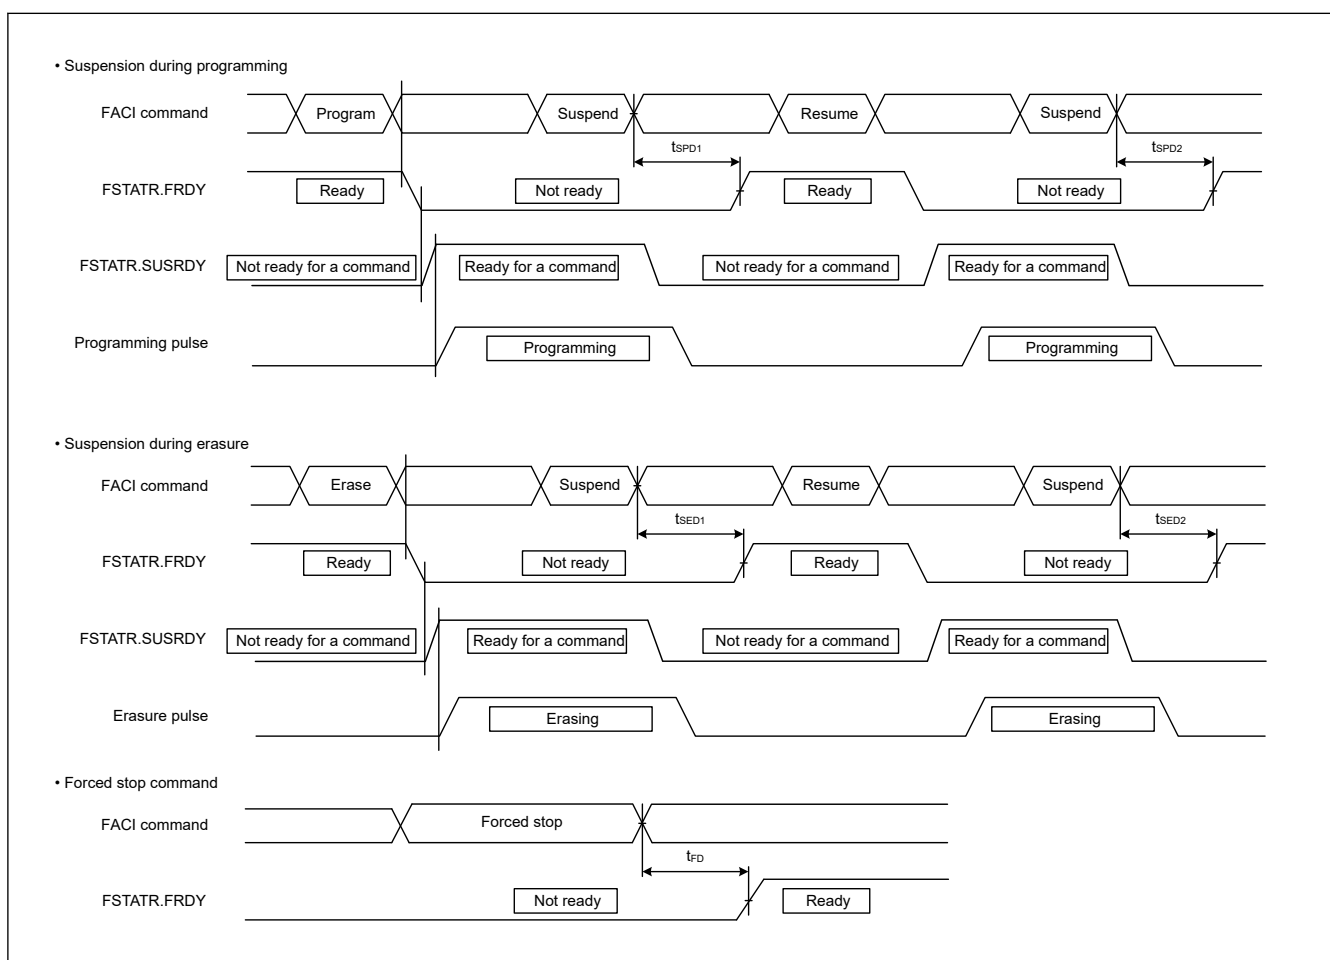 • Suspension during programming
FACI command
Program
Suspend
Resume
Suspend
tSPD1
tSPD2
FSTATR.FRDY
Ready
Not ready
Ready
Not ready
FSTATR.SUSRDY
Not ready for a command
Ready for a command
Not ready for a command
Ready for a command
Programming pulse
Programming
Programming
• Suspension during erasure
FACI command
Erase
Suspend
Resume
Suspend
tSED1
tSED2
FSTATR.FRDY
Ready
Not ready
Ready
Not ready
FSTATR.SUSRDY
Not ready for a command
Ready for a command
Not ready for a command
Ready for a command
Erasure pulse
Erasing
Erasing
• Forced stop command
FACI command
Forced stop
tFD
FSTATR.FRDY
Not ready
Ready